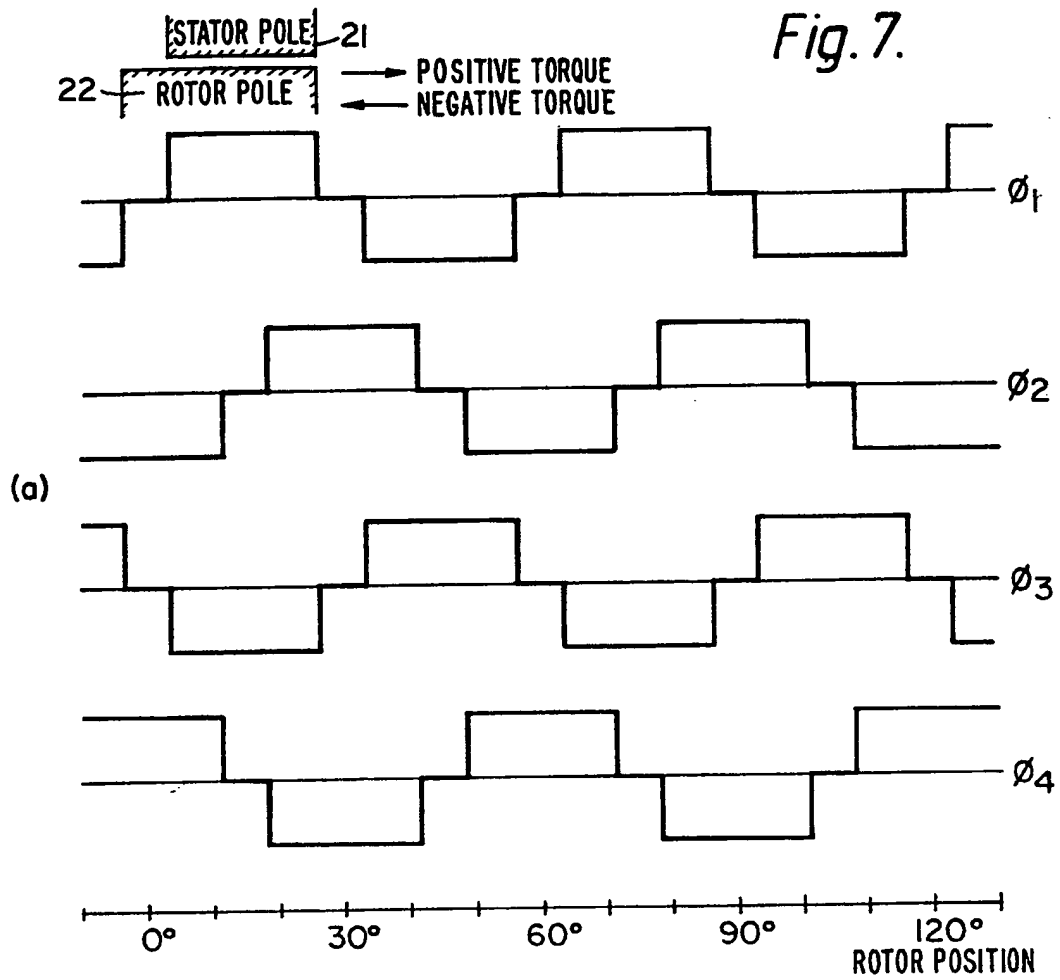 Fig. 7.
STATOR POLE 21
22 ROTOR POLE
POSITIVE TORQUE
NEGATIVE TORQUE
Ø1
Ø2
(a)
Ø3
Ø4
0° 30° 60° 90° 120°
ROTOR POSITION